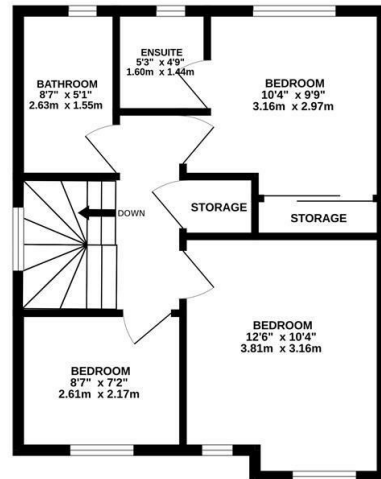 BATHROOM
8'7" x 5'1"
2.63m x 1.55m
ENSUITE
5'3" x 4'9"
1.60m x 1.44m
BEDROOM
10'4" x 9'9"
3.16m x 2.97m
DOWN
STORAGE
STORAGE
BEDROOM
8'7" x 7'2"
2.61m x 2.17m
BEDROOM
12'6" x 10'4"
3.81m x 3.16m